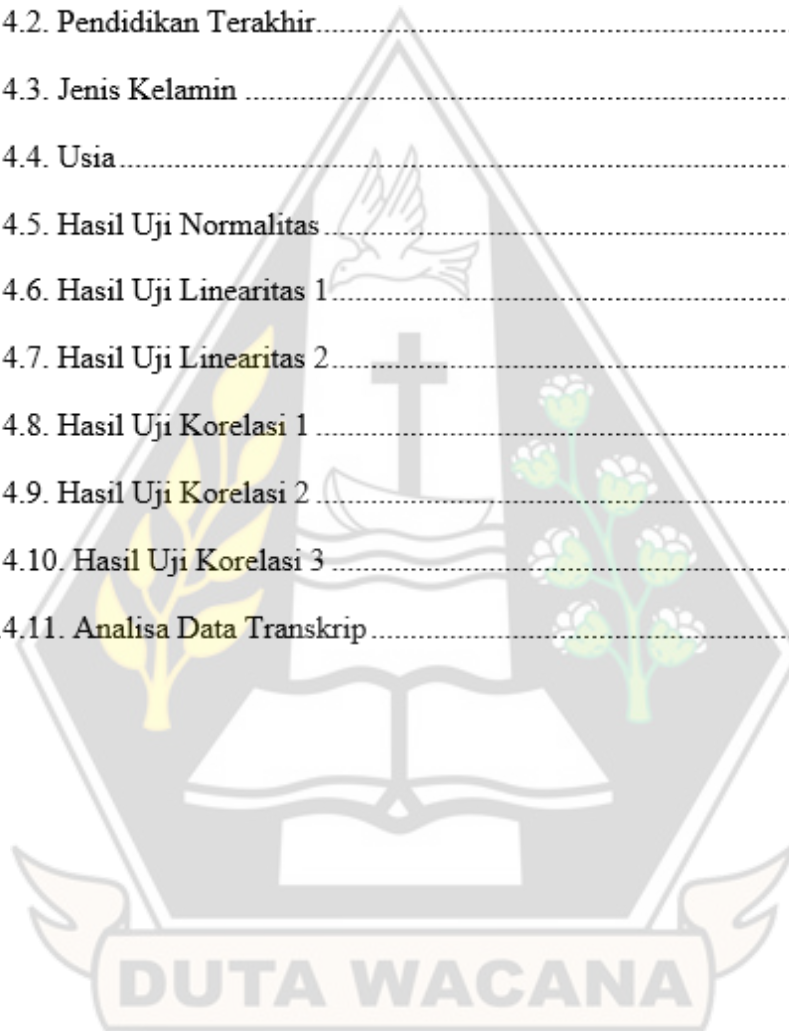 4.2. Pendidikan Terakhir
4.3. Jenis Kelamin
4.4. Usia
4.5. Hasil Uji Normalitas
4.6. Hasil Uji Linearitas 1
4.7. Hasil Uji Linearitas 2
4.8. Hasil Uji Korelasi 1
4.9. Hasil Uji Korelasi 2
4.10. Hasil Uji Korelasi 3
4.11. Analisa Data Transkrip
DUTA WACANA